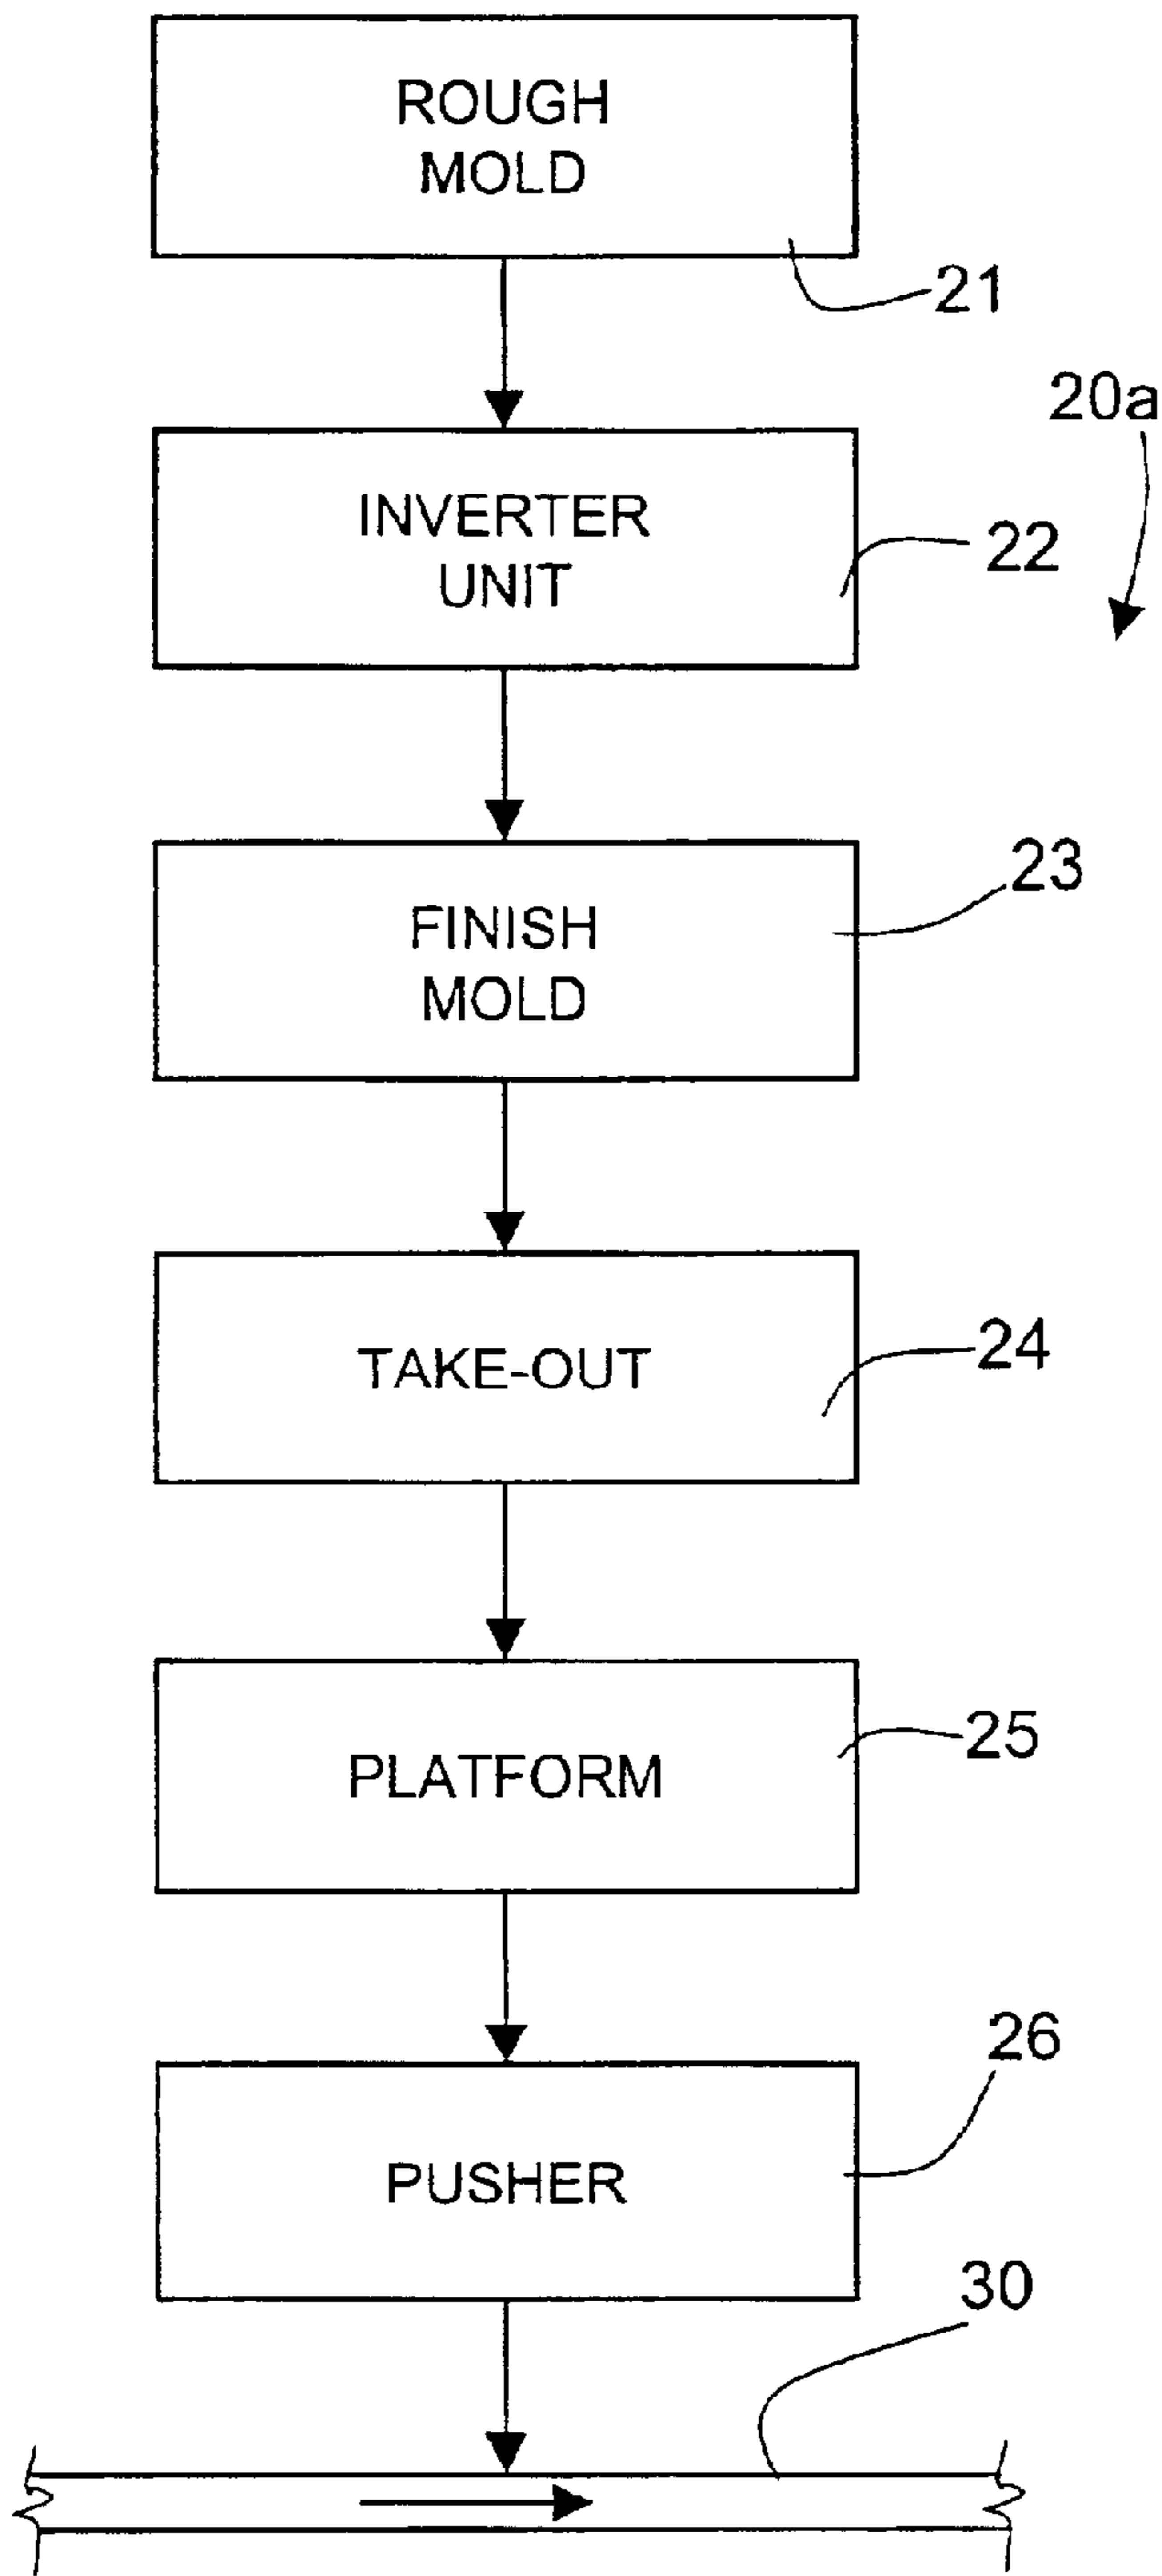 ROUGH
MOLD
21
20a
INVERTER
UNIT
22
23
FINISH
MOLD
24
TAKE-OUT
25
PLATFORM
26
PUSHER
30